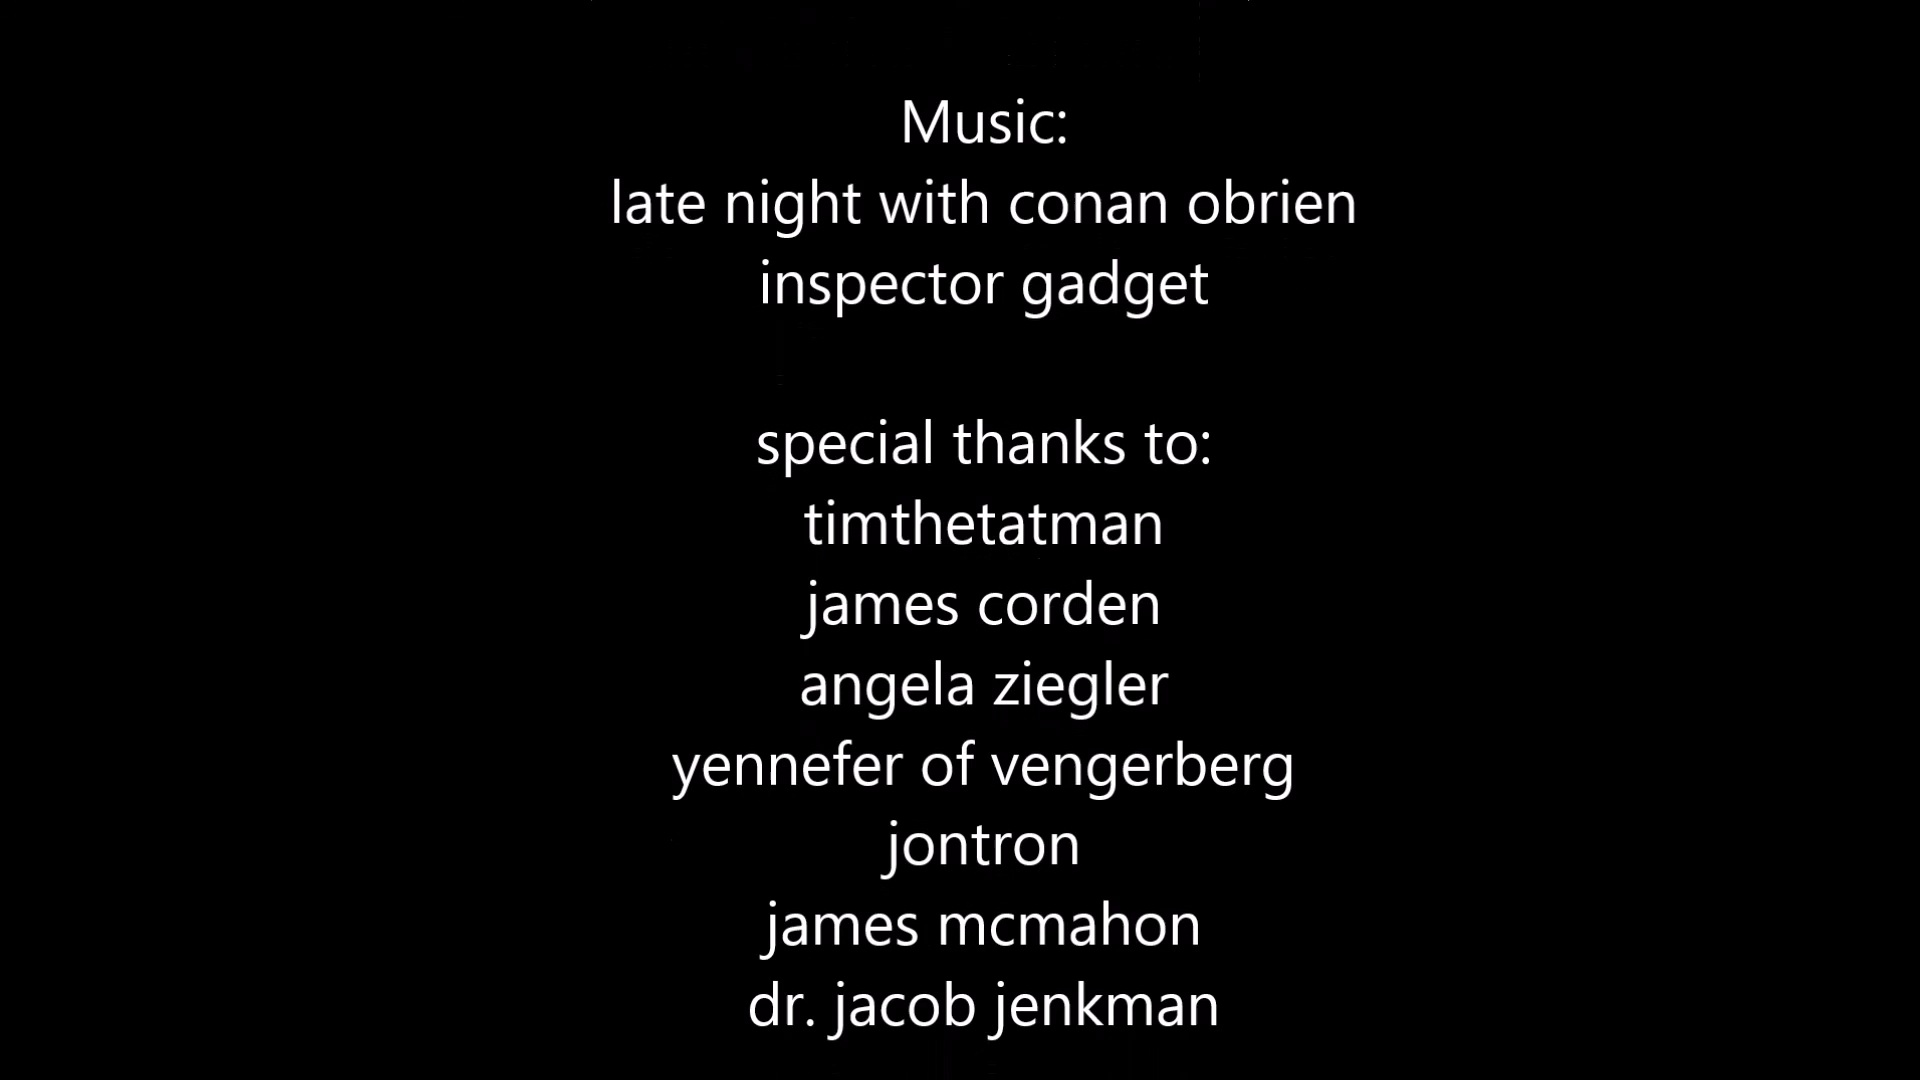 Music:
late night with conan obrien
inspector gadget
special thanks to:
timthetatman
james corden
angela ziegler
yennefer of vengerberg
jontron
james mcmahon
dr. jacob jenkman